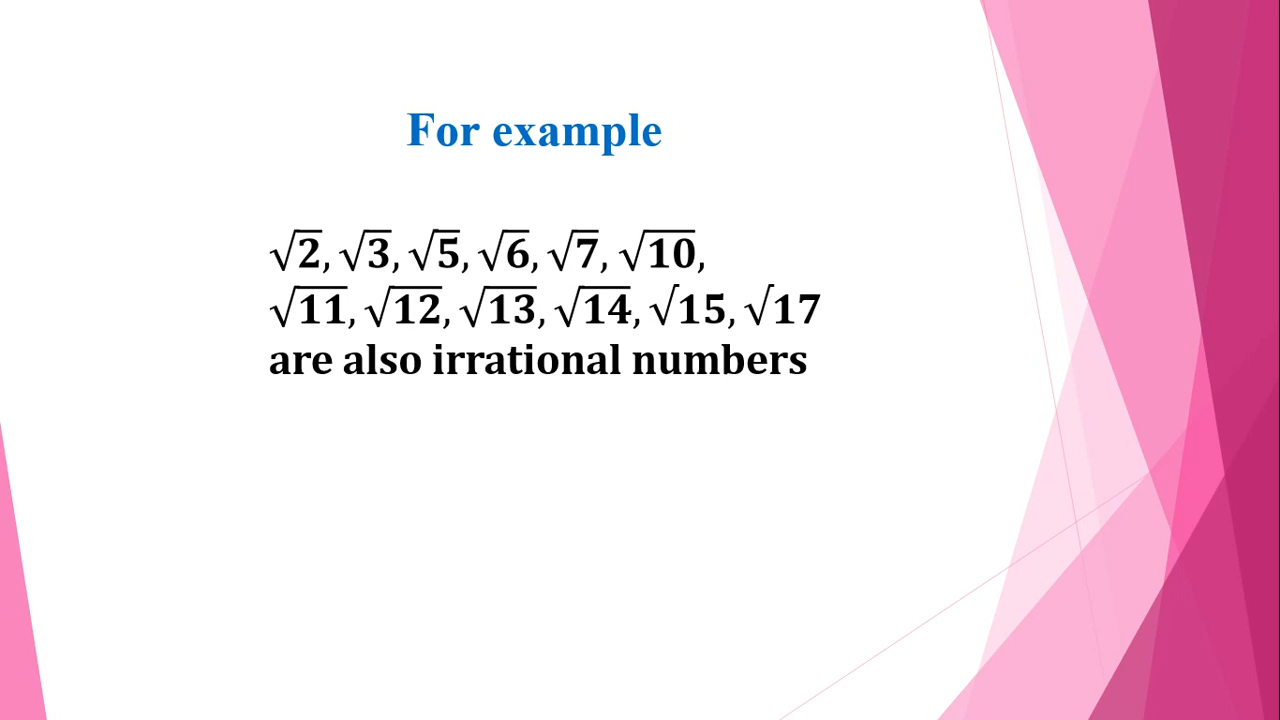 For example
√2, √3, √5, √6, √7, √10,
√11, √12, √13, √14, √15, √17
are also irrational numbers